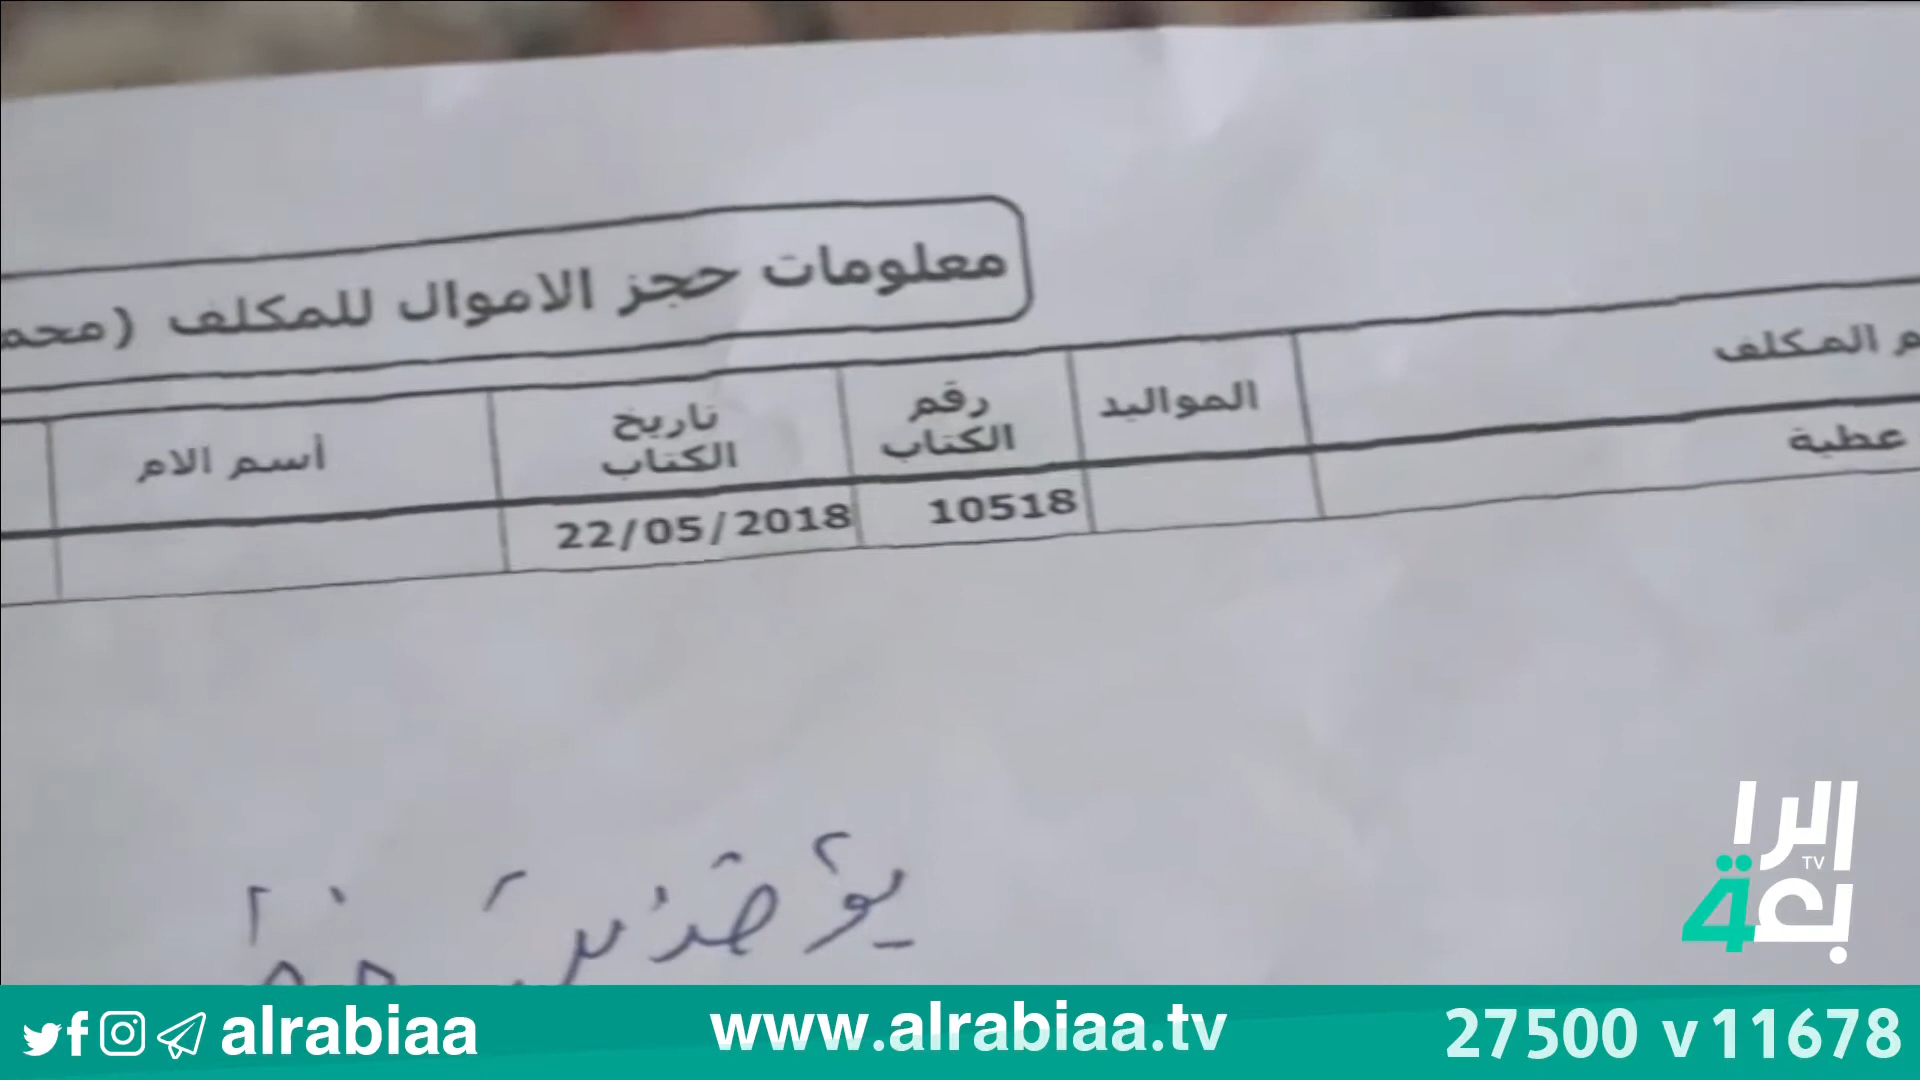 معلومات حجز الاموال للمكلف (محم
م المكلف
المواليد
رقم الكتاب
تاريخ الكتاب
أسم الام
عطية
10518
22/05/2018
الرا
TV
بعة
4
alrabiaa
www.alrabiaa.tv
27500 v 11678